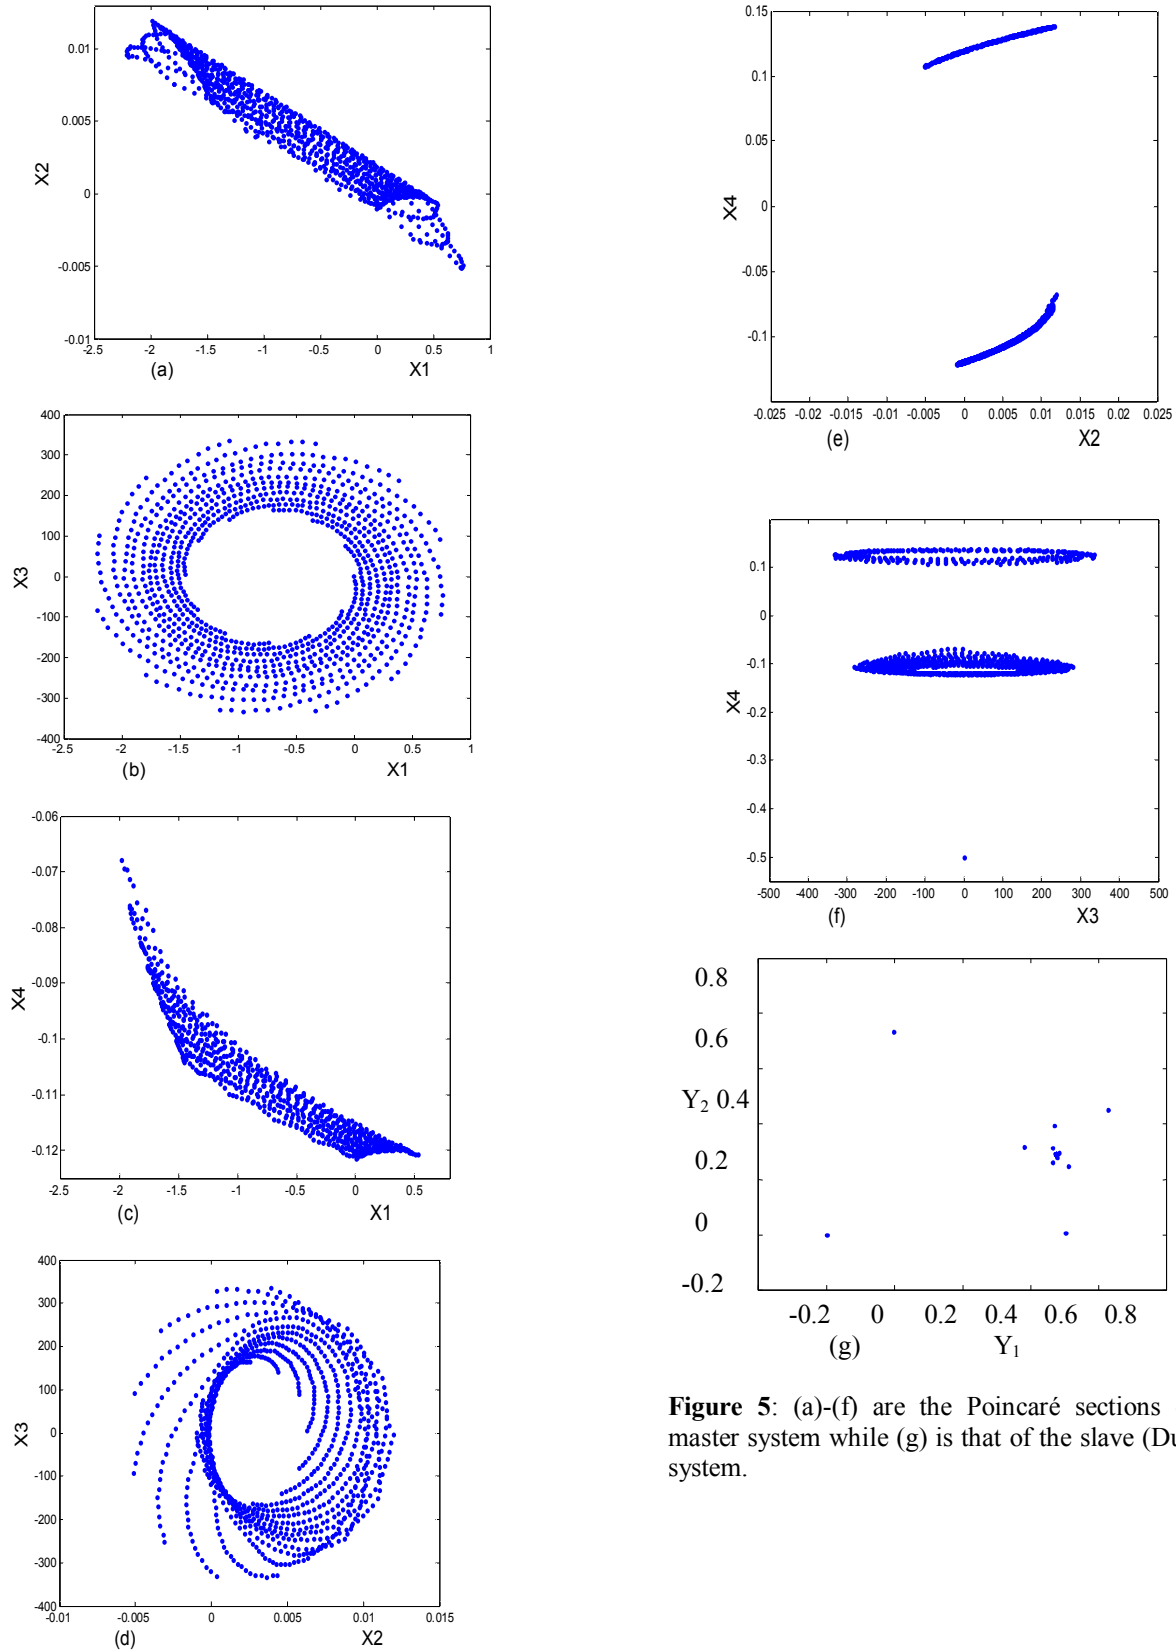 0.01
0.005
X2
0
-0.005
-0.01
-2.5 -2 -1.5 -1 -0.5 0 0.5 1
(a) X1
400
300
200
100
X3
0
-100
-200
-300
-400
-2.5 -2 -1.5 -1 -0.5 0 0.5 1
(b) X1
-0.06
-0.07
-0.08
-0.09
X4
-0.1
-0.11
-0.12
-2.5 -2 -1.5 -1 -0.5 0 0.5
(c) X1
400
300
200
100
X3
0
-100
-200
-300
-400
-0.01 -0.005 0 0.005 0.01 0.015
(d) X2
0.15
0.1
0.05
X4
0
-0.05
-0.1
-0.025 -0.02 -0.015 -0.01 -0.005 0 0.005 0.01 0.015 0.02 0.025
(e) X2
0.1
0
-0.1
X4
-0.2
-0.3
-0.4
-0.5
-500 -400 -300 -200 -100 0 100 200 300 400 500
(f) X3
0.8
0.6
Y₂ 0.4
0.2
0
-0.2
-0.2 0 0.2 0.4 0.6 0.8
(g) Y₁
Figure 5: (a)-(f) are the Poincaré sections
master system while (g) is that of the slave (Du
system.